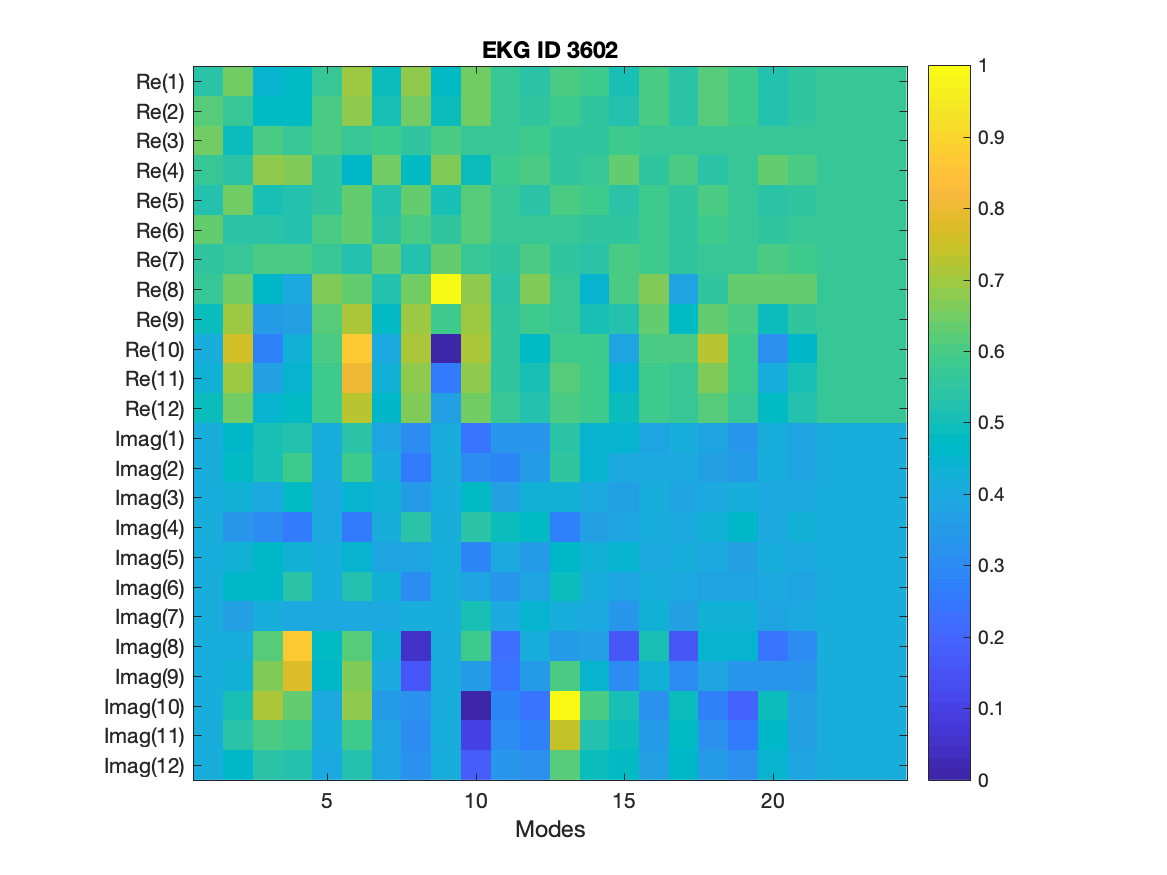 EKG ID 3602
Re(1)
Re(2)
Re(3)
Re(4)
Re(5)
Re(6)
Re(7)
Re(8)
Re(9)
Re(10)
Re(11)
Re(12)
Imag(1)
Imag(2)
Imag(3)
Imag(4)
Imag(5)
Imag(6)
Imag(7)
Imag(8)
Imag(9)
Imag(10)
Imag(11)
Imag(12)
5 10 15 20
Modes
1
0.9
0.8
0.7
0.6
0.5
0.4
0.3
0.2
0.1
0